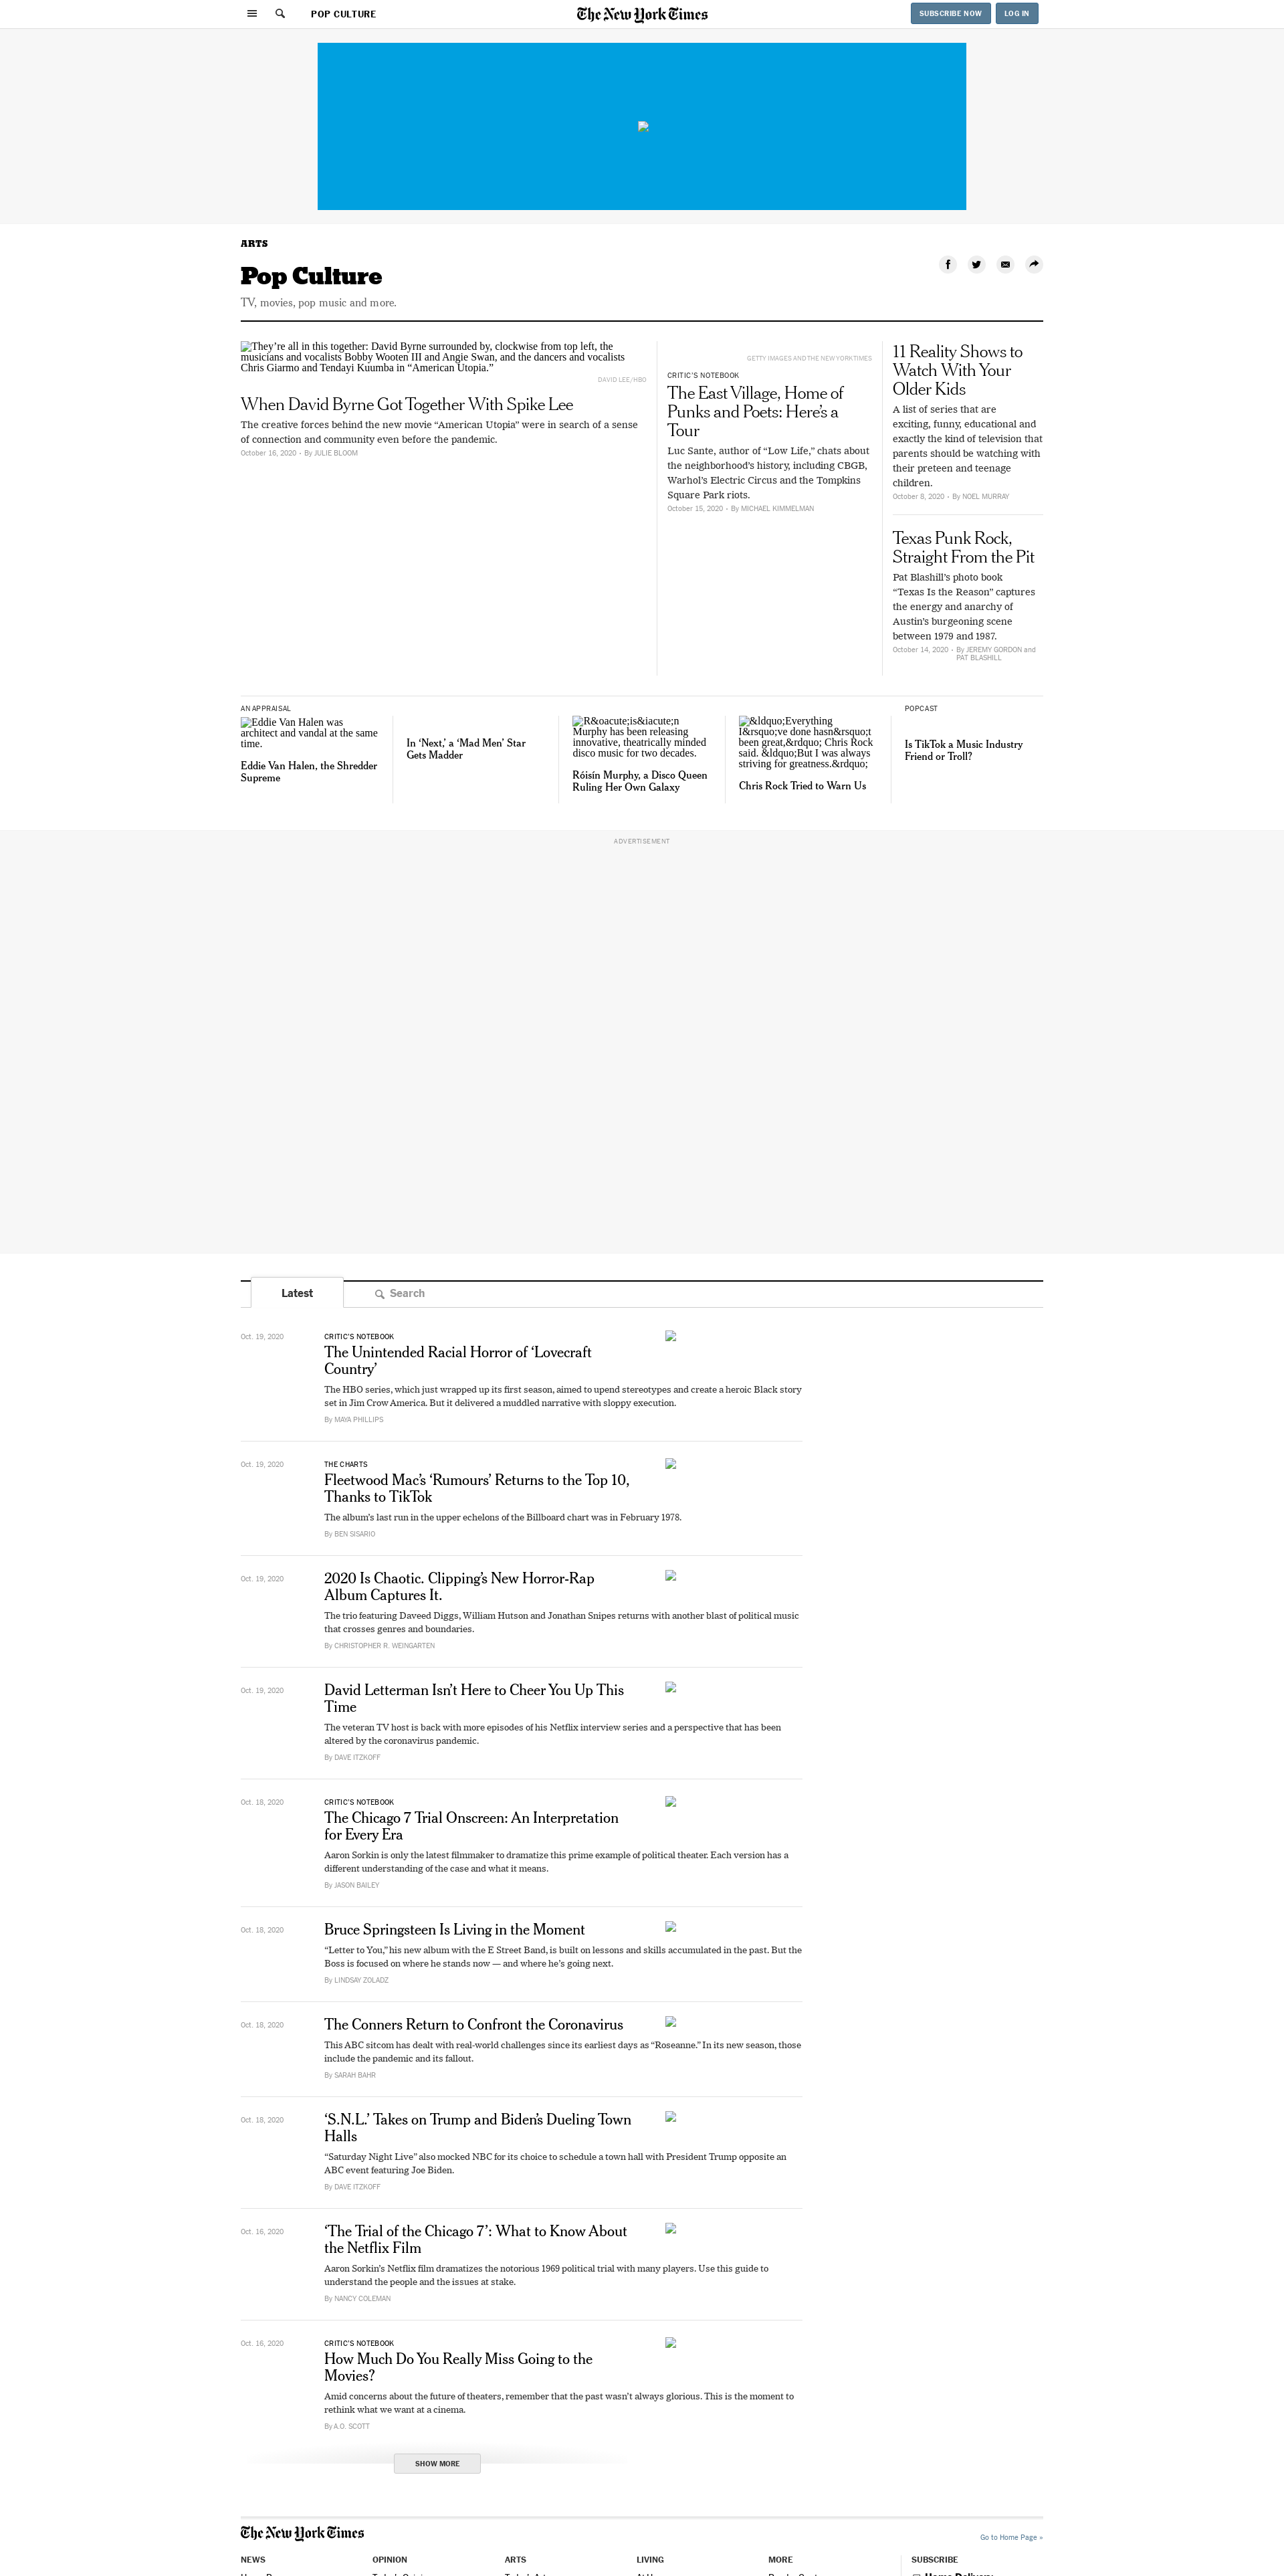 POP CULTURE
The New York Times
SUBSCRIBE NOW
LOG IN
ARTS
Pop Culture
TV, movies, pop music and more.
They're all in this together: David Byrne surrounded by, clockwise from top left, the
musicians and vocalists Bobby Wooten III and Angie Swan, and the dancers and vocalists
Chris Giarmo and Tendayi Kuumba in “American Utopia.”
DAVID LEE/HBO
When David Byrne Got Together With Spike Lee
The creative forces behind the new movie “American Utopia” were in search of a sense
of connection and community even before the pandemic.
October 16, 2020 • By JULIE BLOOM
GETTY IMAGES AND THE NEW YORK TIMES
CRITIC'S NOTEBOOK
The East Village, Home of
Punks and Poets: Here's a
Tour
Luc Sante, author of “Low Life,” chats about
the neighborhood's history, including CBGB,
Warhol's Electric Circus and the Tompkins
Square Park riots.
October 15, 2020 • By MICHAEL KIMMELMAN
11 Reality Shows to
Watch With Your
Older Kids
A list of series that are
exciting, funny, educational and
exactly the kind of television that
parents should be watching with
their preteen and teenage
children.
October 8, 2020 • By NOEL MURRAY
Texas Punk Rock,
Straight From the Pit
Pat Blashill's photo book
“Texas Is the Reason” captures
the energy and anarchy of
Austin's burgeoning scene
between 1979 and 1987.
October 14, 2020 • By JEREMY GORDON and
PAT BLASHILL
AN APPRAISAL
Eddie Van Halen was
architect and vandal at the same
time.
Eddie Van Halen, the Shredder
Supreme
In ‘Next,’ a ‘Mad Men’ Star
Gets Madder
R&oacute;is&iacute;n
Murphy has been releasing
innovative, theatrically minded
disco music for two decades.
Róisín Murphy, a Disco Queen
Ruling Her Own Galaxy
&ldquo;Everything
I&rsquo;ve done hasn&rsquo;t
been great,&rdquo; Chris Rock
said. &ldquo;But I was always
striving for greatness.&rdquo;
Chris Rock Tried to Warn Us
POPCAST
Is TikTok a Music Industry
Friend or Troll?
ADVERTISEMENT
Latest
Search
Oct. 19, 2020
CRITIC'S NOTEBOOK
The Unintended Racial Horror of ‘Lovecraft
Country’
The HBO series, which just wrapped up its first season, aimed to upend stereotypes and create a heroic Black story
set in Jim Crow America. But it delivered a muddled narrative with sloppy execution.
By MAYA PHILLIPS
Oct. 19, 2020
THE CHARTS
Fleetwood Mac's ‘Rumours’ Returns to the Top 10,
Thanks to TikTok
The album's last run in the upper echelons of the Billboard chart was in February 1978.
By BEN SISARIO
Oct. 19, 2020
2020 Is Chaotic. Clipping's New Horror-Rap
Album Captures It.
The trio featuring Daveed Diggs, William Hutson and Jonathan Snipes returns with another blast of political music
that crosses genres and boundaries.
By CHRISTOPHER R. WEINGARTEN
Oct. 19, 2020
David Letterman Isn't Here to Cheer You Up This
Time
The veteran TV host is back with more episodes of his Netflix interview series and a perspective that has been
altered by the coronavirus pandemic.
By DAVE ITZKOFF
Oct. 18, 2020
CRITIC'S NOTEBOOK
The Chicago 7 Trial Onscreen: An Interpretation
for Every Era
Aaron Sorkin is only the latest filmmaker to dramatize this prime example of political theater. Each version has a
different understanding of the case and what it means.
By JASON BAILEY
Oct. 18, 2020
Bruce Springsteen Is Living in the Moment
“Letter to You,” his new album with the E Street Band, is built on lessons and skills accumulated in the past. But the
Boss is focused on where he stands now — and where he's going next.
By LINDSAY ZOLADZ
Oct. 18, 2020
The Conners Return to Confront the Coronavirus
This ABC sitcom has dealt with real-world challenges since its earliest days as “Roseanne.” In its new season, those
include the pandemic and its fallout.
By SARAH BAHR
Oct. 18, 2020
‘S.N.L.’ Takes on Trump and Biden's Dueling Town
Halls
“Saturday Night Live” also mocked NBC for its choice to schedule a town hall with President Trump opposite an
ABC event featuring Joe Biden.
By DAVE ITZKOFF
Oct. 16, 2020
‘The Trial of the Chicago 7’: What to Know About
the Netflix Film
Aaron Sorkin's Netflix film dramatizes the notorious 1969 political trial with many players. Use this guide to
understand the people and the issues at stake.
By NANCY COLEMAN
Oct. 16, 2020
CRITIC'S NOTEBOOK
How Much Do You Really Miss Going to the
Movies?
Amid concerns about the future of theaters, remember that the past wasn't always glorious. This is the moment to
rethink what we want at a cinema.
By A.O. SCOTT
SHOW MORE
The New York Times
Go to Home Page »
NEWS
OPINION
ARTS
LIVING
MORE
SUBSCRIBE